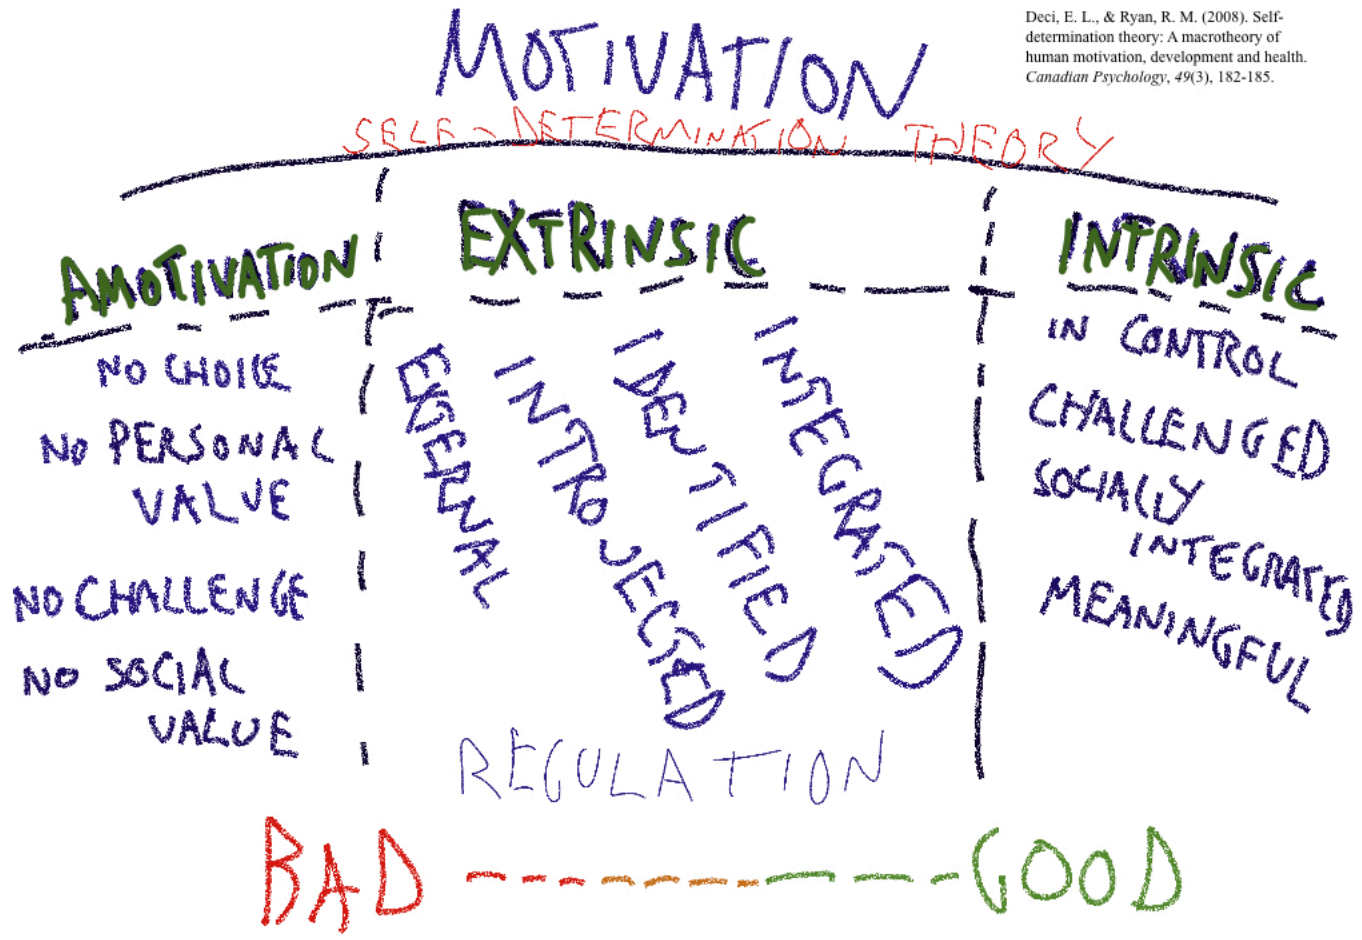 MOTIVATION
Deci, E. L., & Ryan, R. M. (2008). Self-
determination theory: A macrotheory of
human motivation, development and health.
Canadian Psychology, 49(3), 182-185.
SELF-DETERMINATION THEORY
AMOTIVATION
NO CHOICE
NO PERSONAL
VALUE
NO CHALLENGE
NO SOCIAL
VALUE
EXTRINSIC
EXTERNAL
INTROJECTED
IDENTIFIED
INTEGRATED
REGULATION
INTRINSIC
IN CONTROL
CHALLENGED
SOCIALLY
INTEGRATED
MEANINGFUL
BAD
GOOD